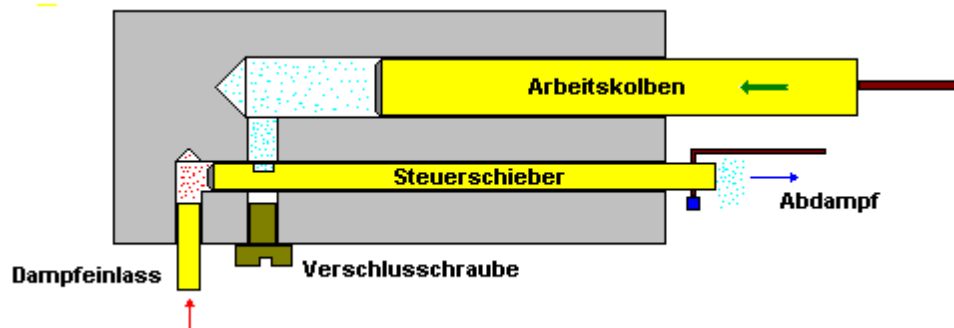 Arbeitskolben
Steuerschieber
Abdampf
Dampfeinlass
Verschlusschraube